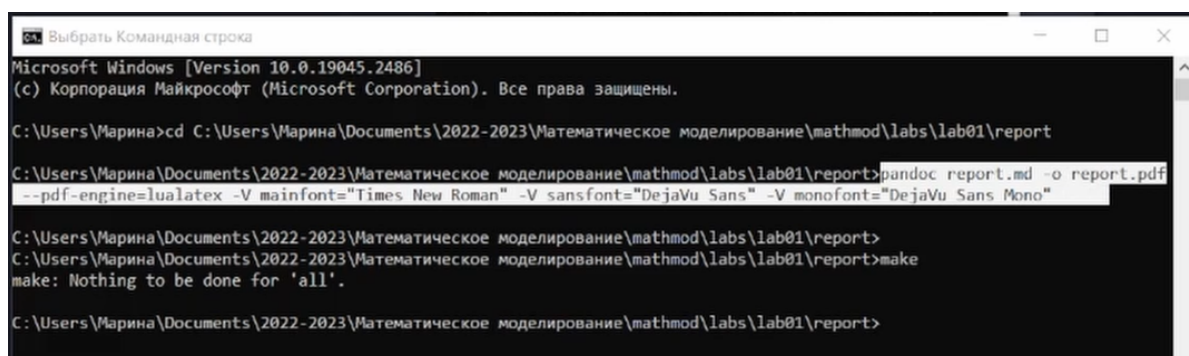 Выбрать Командная строка
Microsoft Windows [Version 10.0.19045.2486]
(c) Корпорация Майкрософт (Microsoft Corporation). Все права защищены.
C:\Users\Марина>cd C:\Users\Марина\Documents\2022-2023\Математическое моделирование\mathmod\labs\lab01\report
C:\Users\Марина\Documents\2022-2023\Математическое моделирование\mathmod\labs\lab01\report>pandoc report.md -o report.pdf
--pdf-engine=lualatex -V mainfont="Times New Roman" -V sansfont="DejaVu Sans" -V monofont="DejaVu Sans Mono"
C:\Users\Марина\Documents\2022-2023\Математическое моделирование\mathmod\labs\lab01\report>
C:\Users\Марина\Documents\2022-2023\Математическое моделирование\mathmod\labs\lab01\report>make
make: Nothing to be done for 'all'.
C:\Users\Марина\Documents\2022-2023\Математическое моделирование\mathmod\labs\lab01\report>